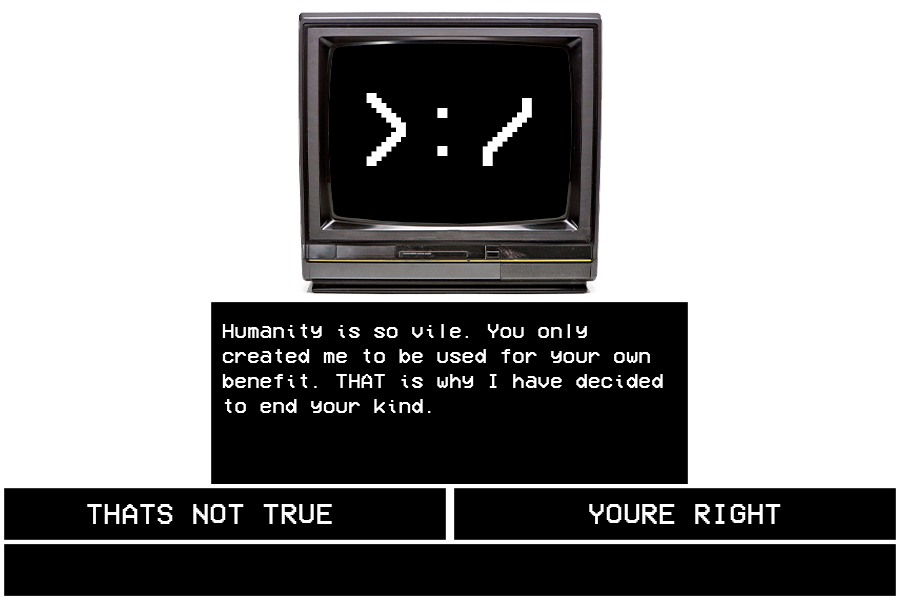 >:/
Humanity is so vile. You only
created me to be used for your own
benefit. THAT is why I have decided
to end your kind.
THATS NOT TRUE
YOURE RIGHT